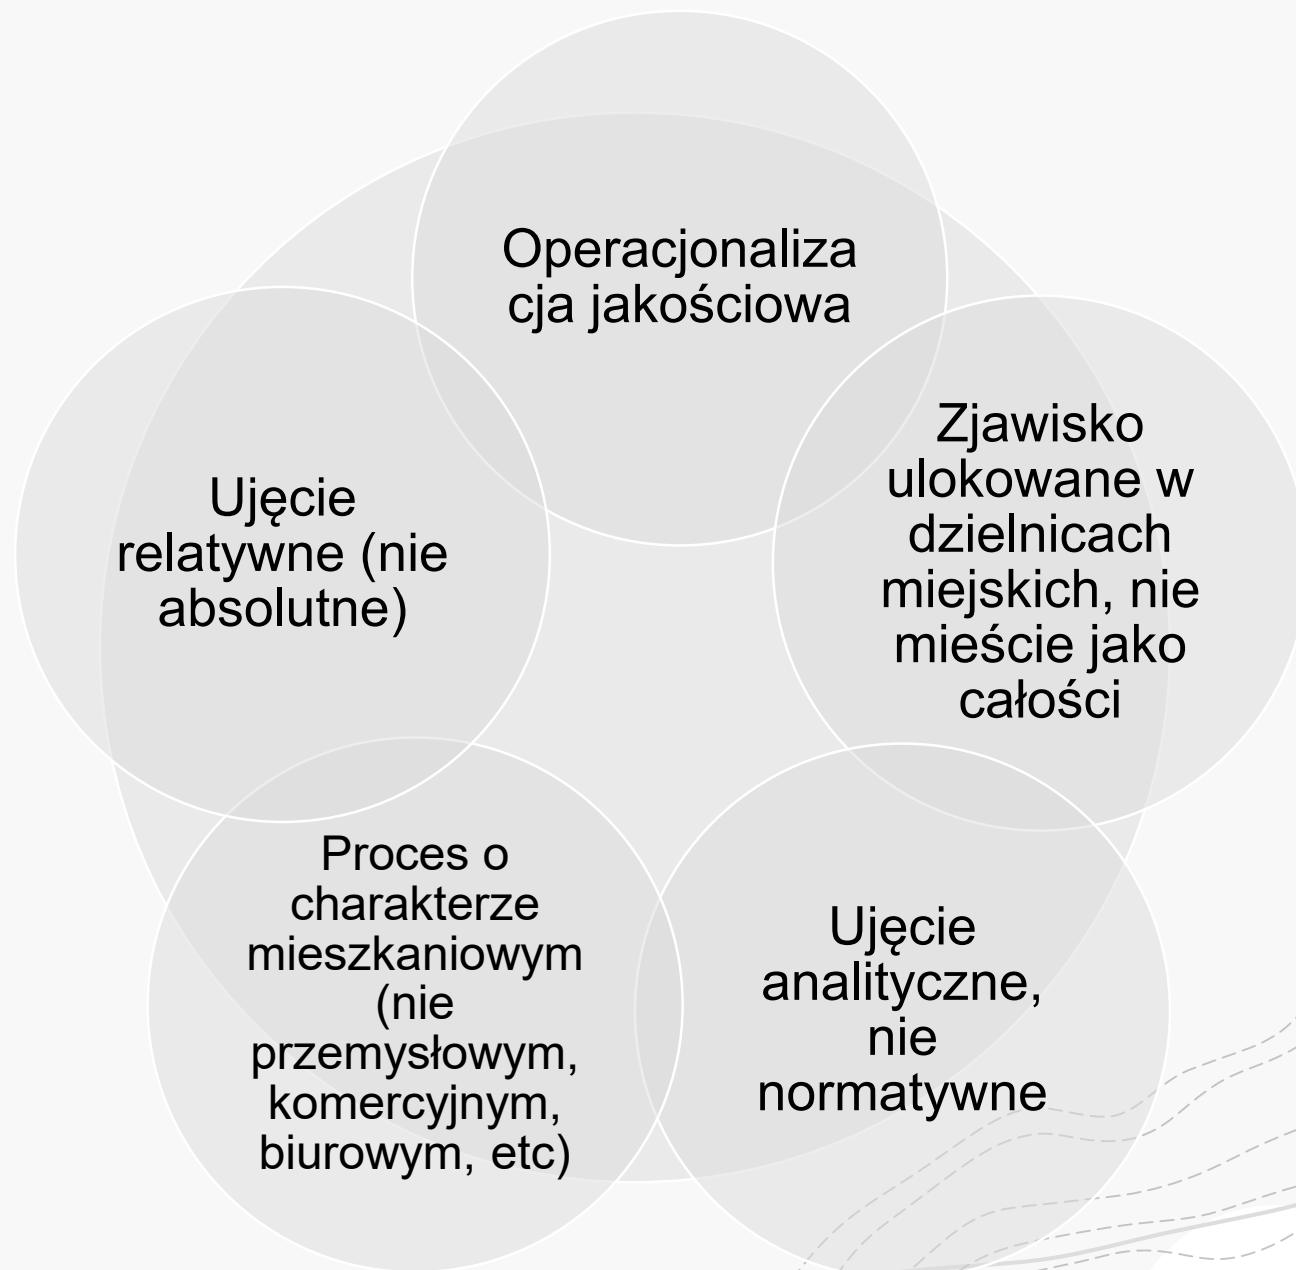 Operacjonaliza
cja jakościowa
Zjawisko
ulokowane w
dzielnicach
miejskich, nie
mieście jako
całości
Ujęcie
analityczne,
nie
normatywne
Proces o
charakterze
mieszkaniowym
(nie
przemysłowym,
komercyjnym,
biurowym, etc)
Ujęcie
relatywne (nie
absolutne)